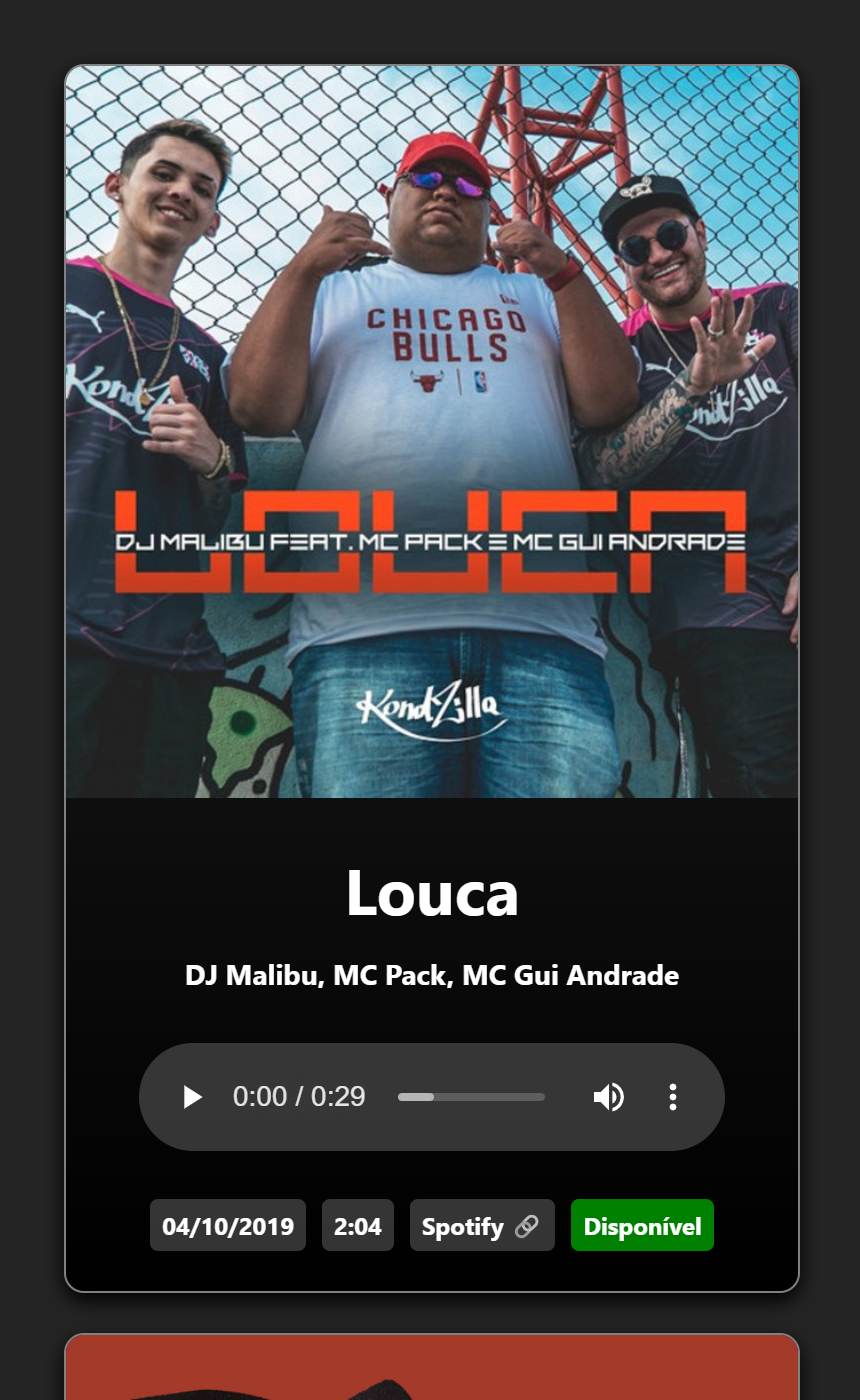 CHICAGO
BULLS
KondZilla
LOUCA
DJ MALIBU FEAT. MC PACK E MC GUI ANDRADE
KondZilla
Louca
DJ Malibu, MC Pack, MC Gui Andrade
0:00 / 0:29
04/10/2019
2:04
Spotify
Disponível